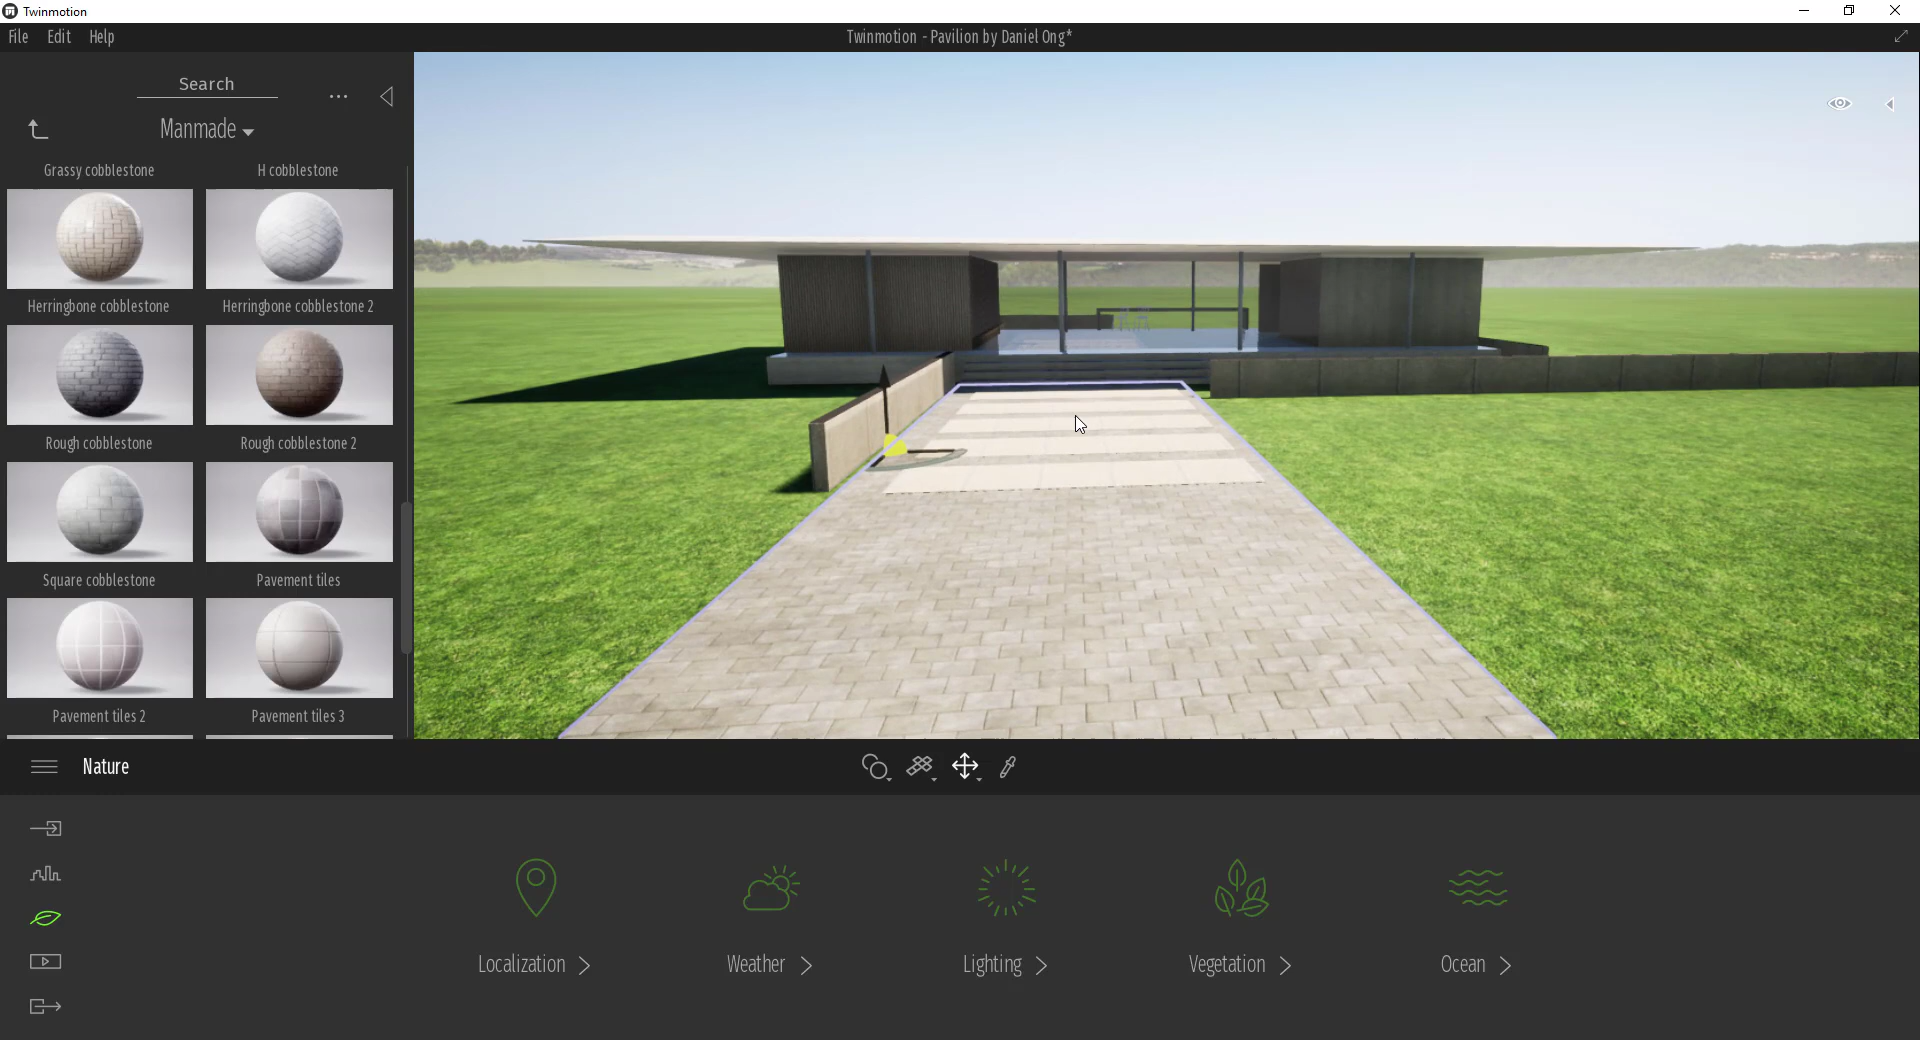 Twinmotion
File Edit Help
Twinmotion - Pavilion by Daniel Ong*
Search
...
Manmade
Grassy cobblestone
H cobblestone
Herringbone cobblestone
Herringbone cobblestone 2
Rough cobblestone
Rough cobblestone 2
Square cobblestone
Pavement tiles
Pavement tiles 2
Pavement tiles 3
Nature
Localization
Weather
Lighting
Vegetation
Ocean